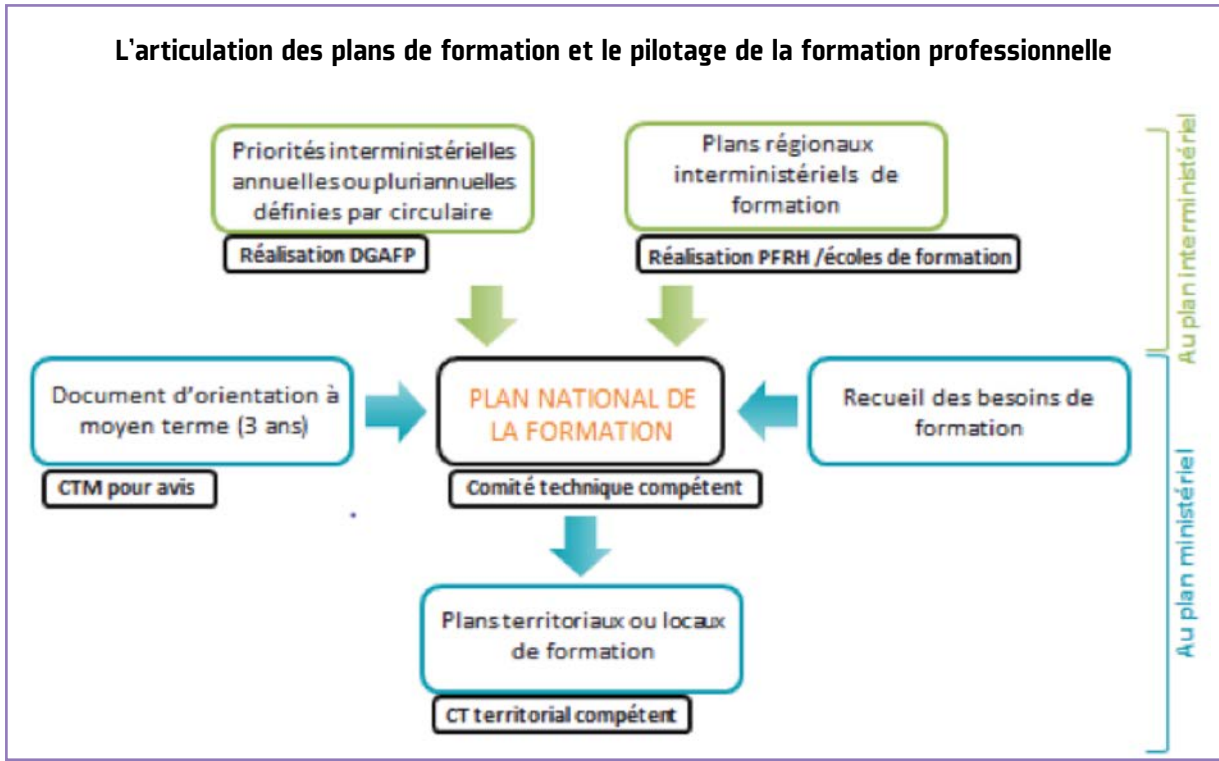 L'articulation des plans de formation et le pilotage de la formation professionnelle
Priorités interministérielles
annuelles ou pluriannuelles
définies par circulaire
Réalisation DGAFP
Plans régionaux
interministériels de
formation
Réalisation PFRH /écoles de formation
Au plan interministériel
Document d'orientation à
moyen terme (3 ans)
CTM pour avis
PLAN NATIONAL DE
LA FORMATION
Comité technique compétent
Recueil des besoins de
formation
Plans territoriaux ou locaux
de formation
CT territorial compétent
Au plan ministériel